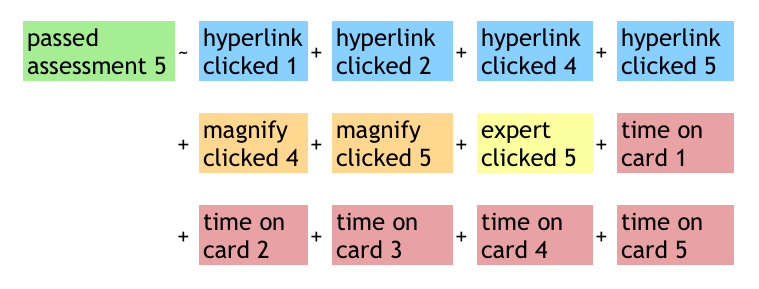 passed assessment 5 ~ hyperlink clicked 1 + hyperlink clicked 2 + hyperlink clicked 4 + hyperlink clicked 5
+ magnify clicked 4 + magnify clicked 5 + expert clicked 5 + time on card 1
+ time on card 2 + time on card 3 + time on card 4 + time on card 5